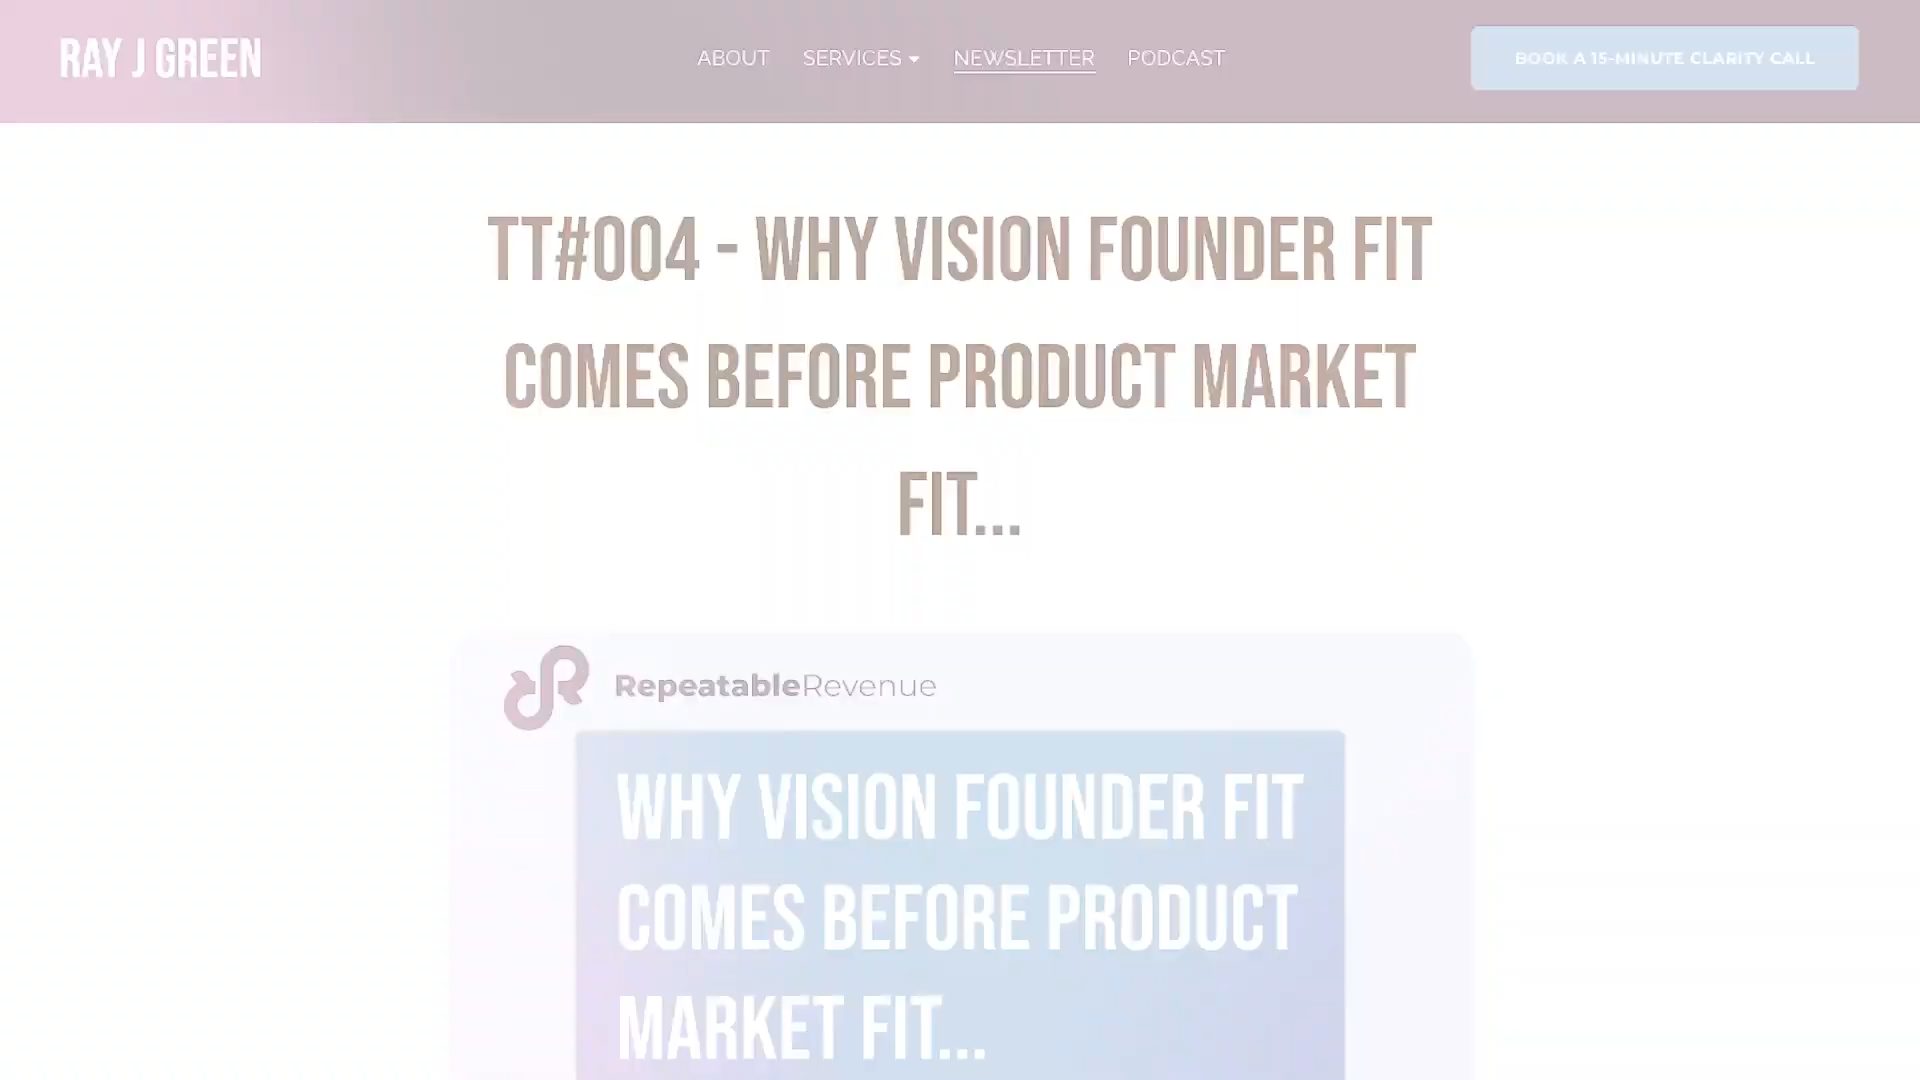 RAY J GREEN
ABOUT SERVICES NEWSLETTER PODCAST
BOOK A 15-MINUTE CLARITY CALL
TT#004 - WHY VISION FOUNDER FIT
COMES BEFORE PRODUCT MARKET
FIT...
RepeatableRevenue
WHY VISION FOUNDER FIT
COMES BEFORE PRODUCT
MARKET FIT...